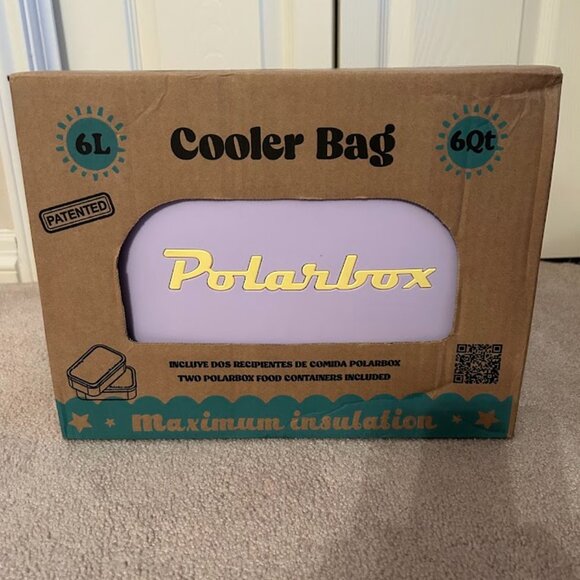 6L
Cooler Bag
6Qt
PATENTED
Polarbox
INCLUYE DOS RECIPIENTES DE COMIDA POLARBOX
TWO POLARBOX FOOD CONTAINERS INCLUDED
Maximum insulation